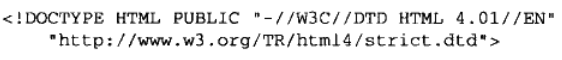 <!DOCTYPE HTML PUBLIC "-//W3C//DTD HTML 4.01//EN"
"http://www.w3.org/TR/html4/strict.dtd">